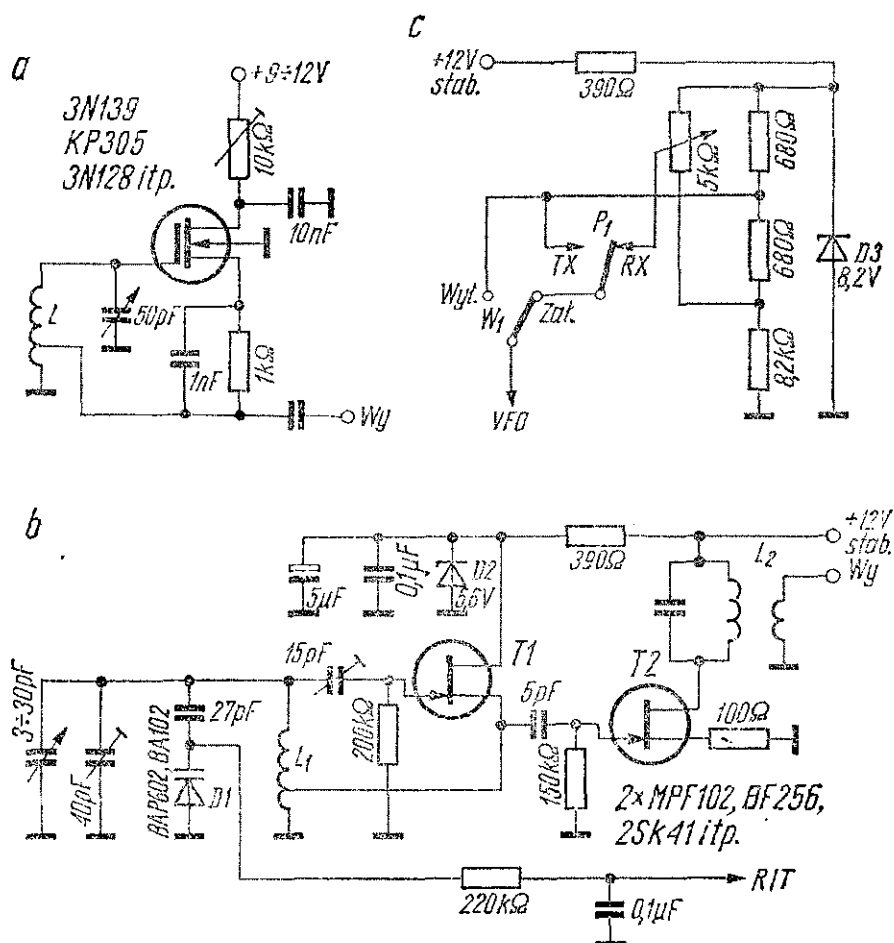 a
3N139
KP305
3N128 itp.
+9÷12V
10kΩ
10nF
L
50pF
1nF
1kΩ
Wy
c
+12V
stab.
390Ω
5kΩ
680Ω
680Ω
8,2kΩ
D3
8,2V
P1
TX
RX
Wył.
W1
Zał.
VFO
b
5µF
0,1µF
D2
5,6V
390Ω
+12V
stab.
Wy
L2
T1
T2
15pF
5pF
100Ω
3÷30pF
40pF
27pF
BAP602, BA102
D1
L1
200kΩ
150kΩ
2×MPF102, BF256,
2SK41 itp.
220kΩ
0,1µF
RIT